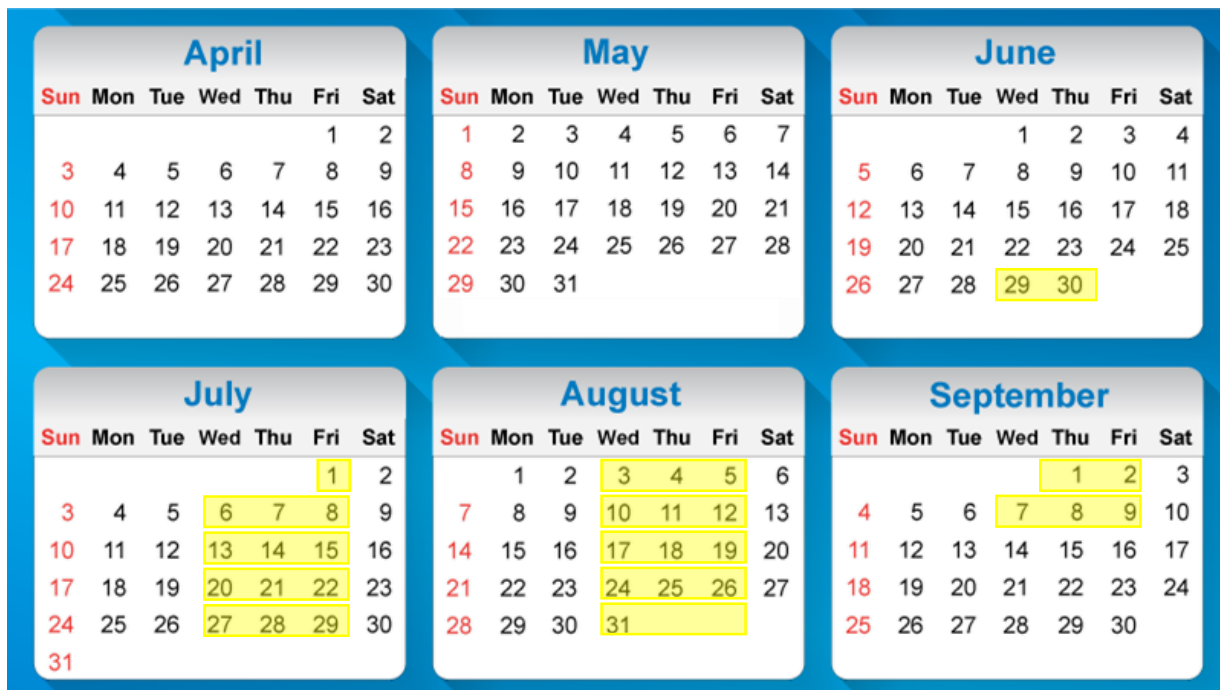 April
Sun Mon Tue Wed Thu Fri Sat
1 2
3 4 5 6 7 8 9
10 11 12 13 14 15 16
17 18 19 20 21 22 23
24 25 26 27 28 29 30
May
Sun Mon Tue Wed Thu Fri Sat
1 2 3 4 5 6 7
8 9 10 11 12 13 14
15 16 17 18 19 20 21
22 23 24 25 26 27 28
29 30 31
June
Sun Mon Tue Wed Thu Fri Sat
1 2 3 4
5 6 7 8 9 10 11
12 13 14 15 16 17 18
19 20 21 22 23 24 25
26 27 28 29 30
July
Sun Mon Tue Wed Thu Fri Sat
1 2
3 4 5 6 7 8 9
10 11 12 13 14 15 16
17 18 19 20 21 22 23
24 25 26 27 28 29 30
31
August
Sun Mon Tue Wed Thu Fri Sat
1 2 3 4 5 6
7 8 9 10 11 12 13
14 15 16 17 18 19 20
21 22 23 24 25 26 27
28 29 30 31
September
Sun Mon Tue Wed Thu Fri Sat
1 2 3
4 5 6 7 8 9 10
11 12 13 14 15 16 17
18 19 20 21 22 23 24
25 26 27 28 29 30